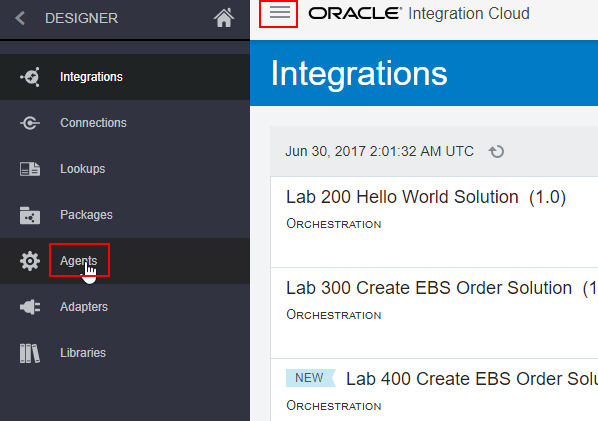 DESIGNER
Integrations
Connections
Lookups
Packages
Agents
Adapters
Libraries
ORACLE® Integration Cloud
Integrations
Jun 30, 2017 2:01:32 AM UTC
Lab 200 Hello World Solution (1.0)
ORCHESTRATION
Lab 300 Create EBS Order Solution (1
ORCHESTRATION
NEW Lab 400 Create EBS Order Solu
ORCHESTRATION